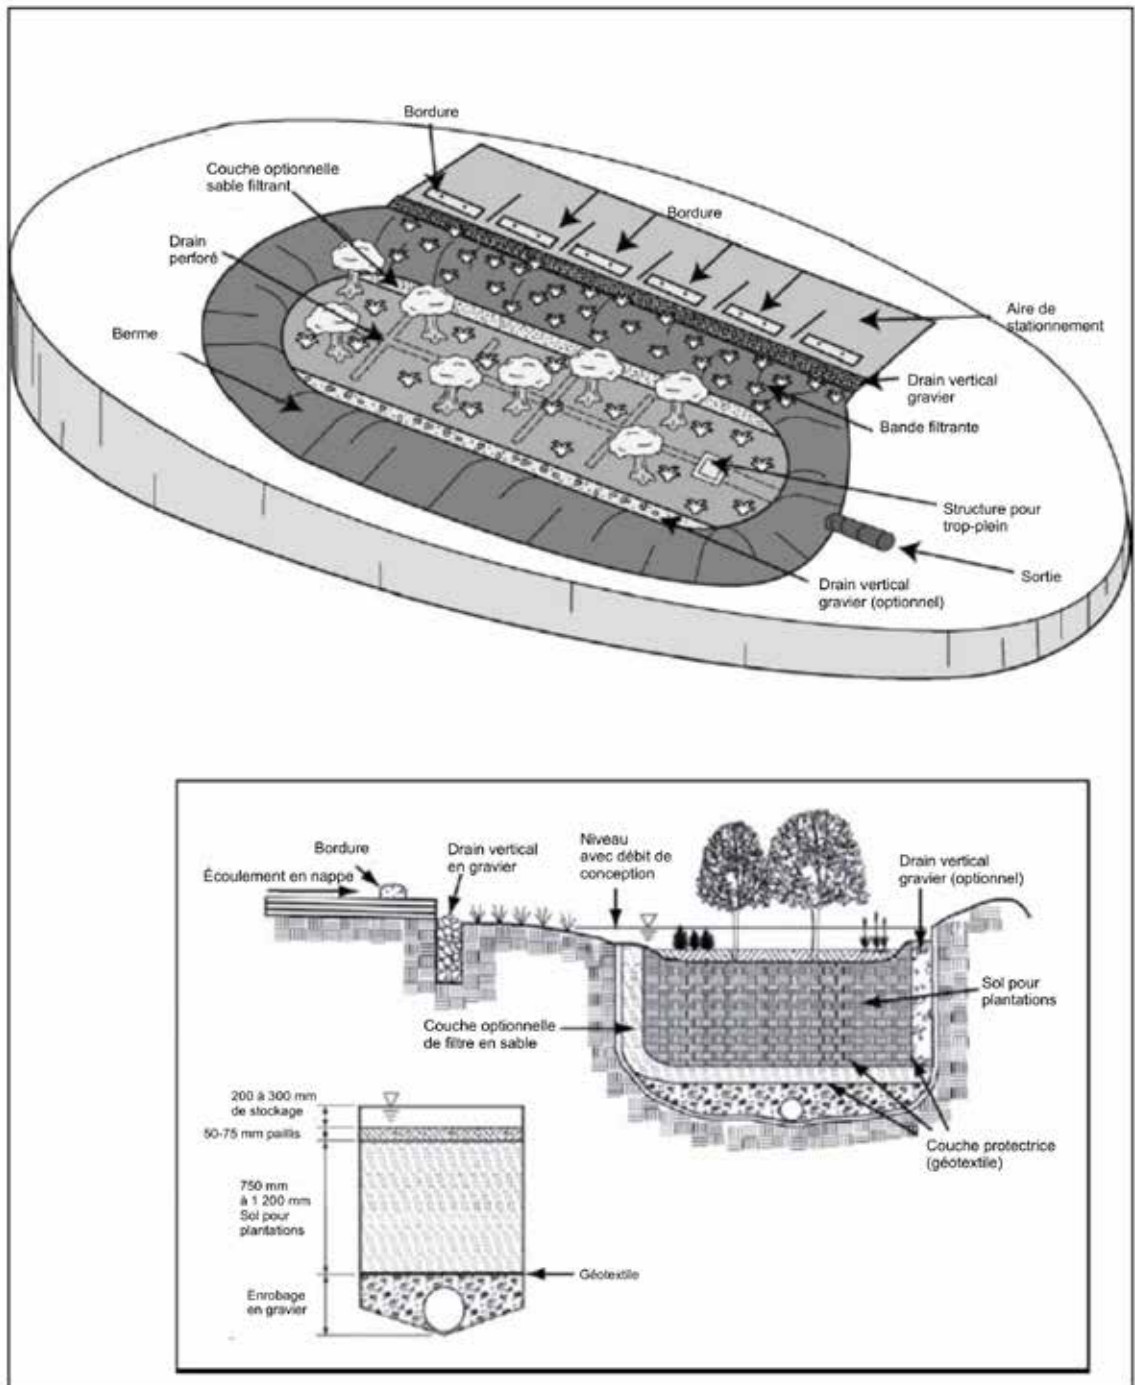 Bordure
Couche optionnelle
sable filtrant
Bordure
Drain
perforé
Aire de
stationnement
Berme
Drain vertical
gravier
Bande filtrante
Structure pour
trop-plein
Sortie
Drain vertical
gravier (optionnel)
Bordure
Écoulement en nappe
Drain vertical
en gravier
Niveau
avec débit de
conception
Drain vertical
gravier (optionnel)
Sol pour
plantations
Couche optionnelle
de filtre en sable
Couche protectrice
(géotextile)
200 à 300 mm
de stockage
50-75 mm paillis
750 mm
à 1 200 mm
Sol pour
plantations
Géotextile
Enrobage
en gravier